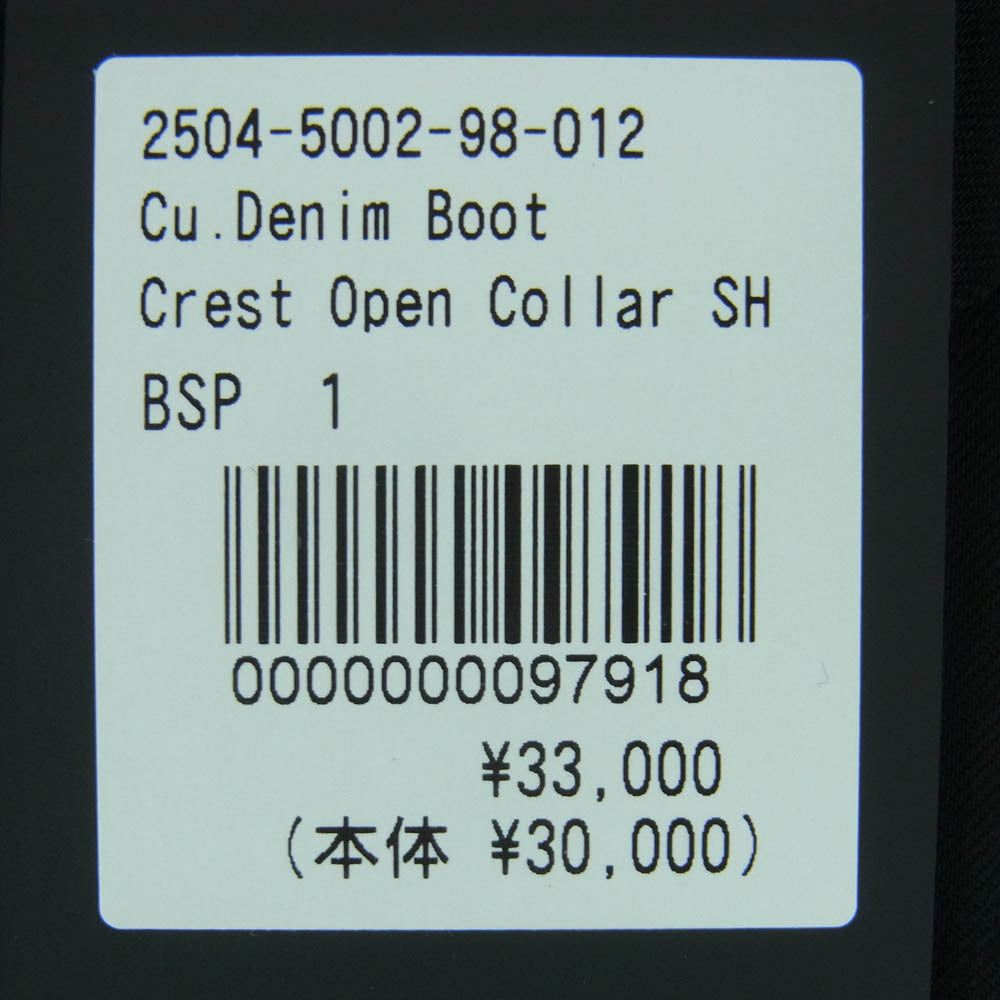 2504-5002-98-012
Cu.Denim Boot
Crest Open Collar SH
BSP 1
0000000097918
¥33,000
(本体 ¥30,000)